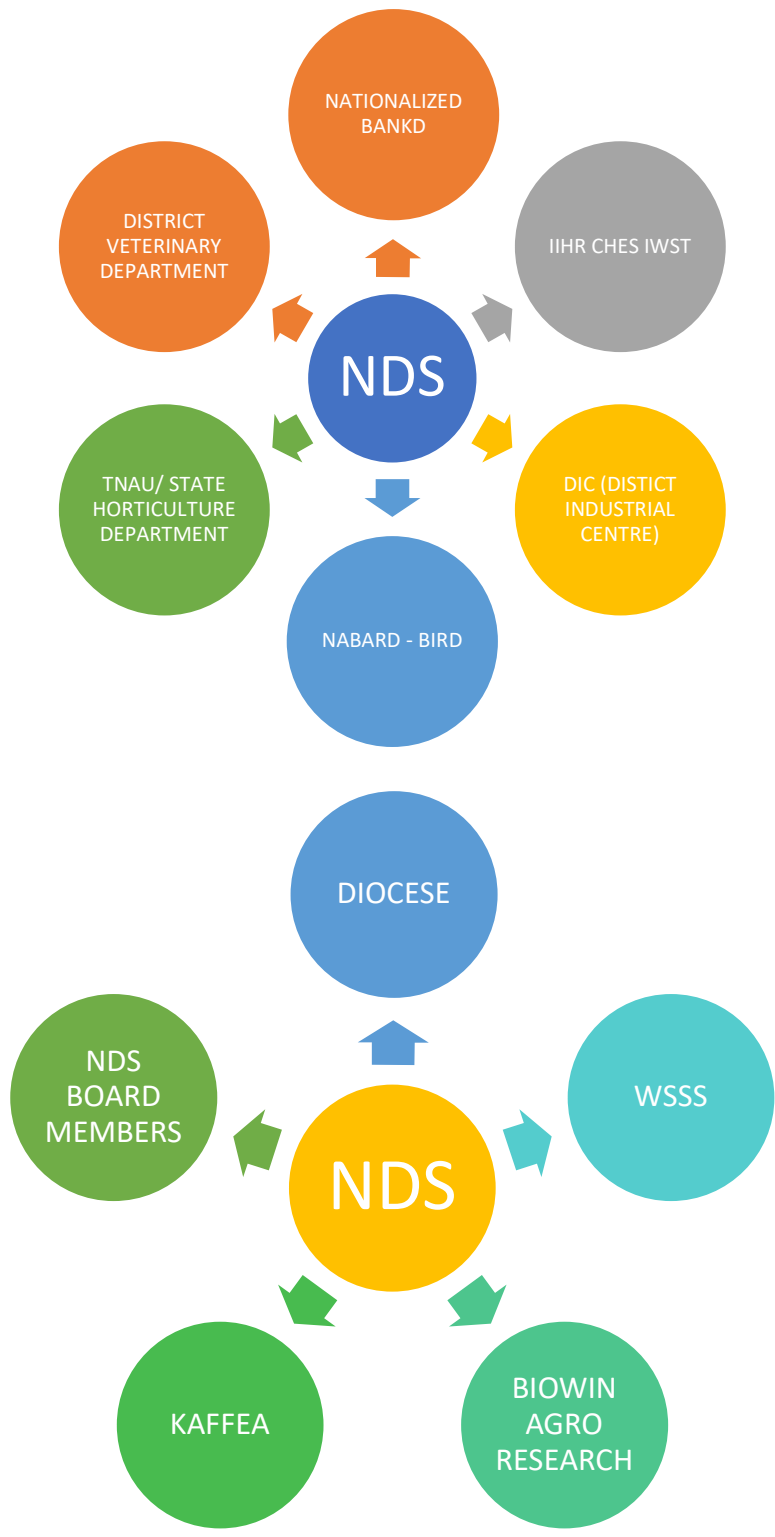 NATIONALIZED
BANKD
DISTRICT
VETERINARY
DEPARTMENT
IIHR CHES IWST
NDS
TNAU/ STATE
HORTICULTURE
DEPARTMENT
DIC (DISTICT
INDUSTRIAL
CENTRE)
NABARD - BIRD
DIOCESE
NDS
BOARD
MEMBERS
WSSS
NDS
KAFFEA
BIOWIN
AGRO
RESEARCH